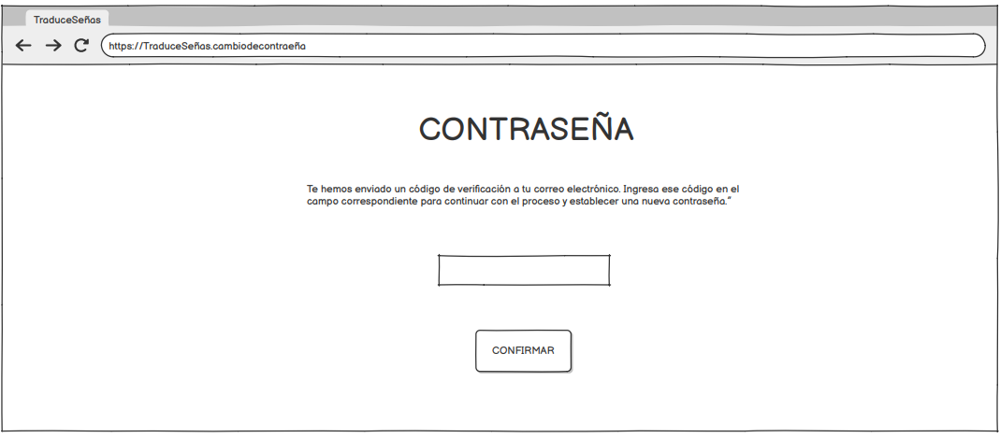 TraduceSeñas
https://TraduceSeñas.cambiodecontraeña
CONTRASEÑA
Te hemos enviado un código de verificación a tu correo electrónico. Ingresa ese código en el
campo correspondiente para continuar con el proceso y establecer una nueva contraseña.“
CONFIRMAR